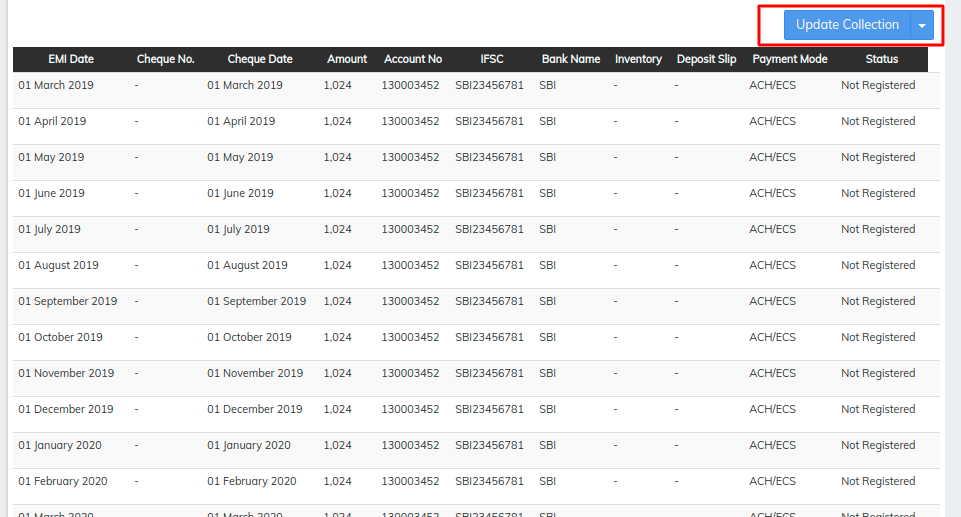 Update Collection
EMI Date Cheque No. Cheque Date Amount Account No IFSC Bank Name Inventory Deposit Slip Payment Mode Status
01 March 2019 - 01 March 2019 1,024 130003452 SBI23456781 SBI - - ACH/ECS Not Registered
01 April 2019 - 01 April 2019 1,024 130003452 SBI23456781 SBI - - ACH/ECS Not Registered
01 May 2019 - 01 May 2019 1,024 130003452 SBI23456781 SBI - - ACH/ECS Not Registered
01 June 2019 - 01 June 2019 1,024 130003452 SBI23456781 SBI - - ACH/ECS Not Registered
01 July 2019 - 01 July 2019 1,024 130003452 SBI23456781 SBI - - ACH/ECS Not Registered
01 August 2019 - 01 August 2019 1,024 130003452 SBI23456781 SBI - - ACH/ECS Not Registered
01 September 2019 - 01 September 2019 1,024 130003452 SBI23456781 SBI - - ACH/ECS Not Registered
01 October 2019 - 01 October 2019 1,024 130003452 SBI23456781 SBI - - ACH/ECS Not Registered
01 November 2019 - 01 November 2019 1,024 130003452 SBI23456781 SBI - - ACH/ECS Not Registered
01 December 2019 - 01 December 2019 1,024 130003452 SBI23456781 SBI - - ACH/ECS Not Registered
01 January 2020 - 01 January 2020 1,024 130003452 SBI23456781 SBI - - ACH/ECS Not Registered
01 February 2020 - 01 February 2020 1,024 130003452 SBI23456781 SBI - - ACH/ECS Not Registered
01 March 2020 01 March 2020 1,024 130003452 SBI23456781 SBI ACH/ECS Not Registered